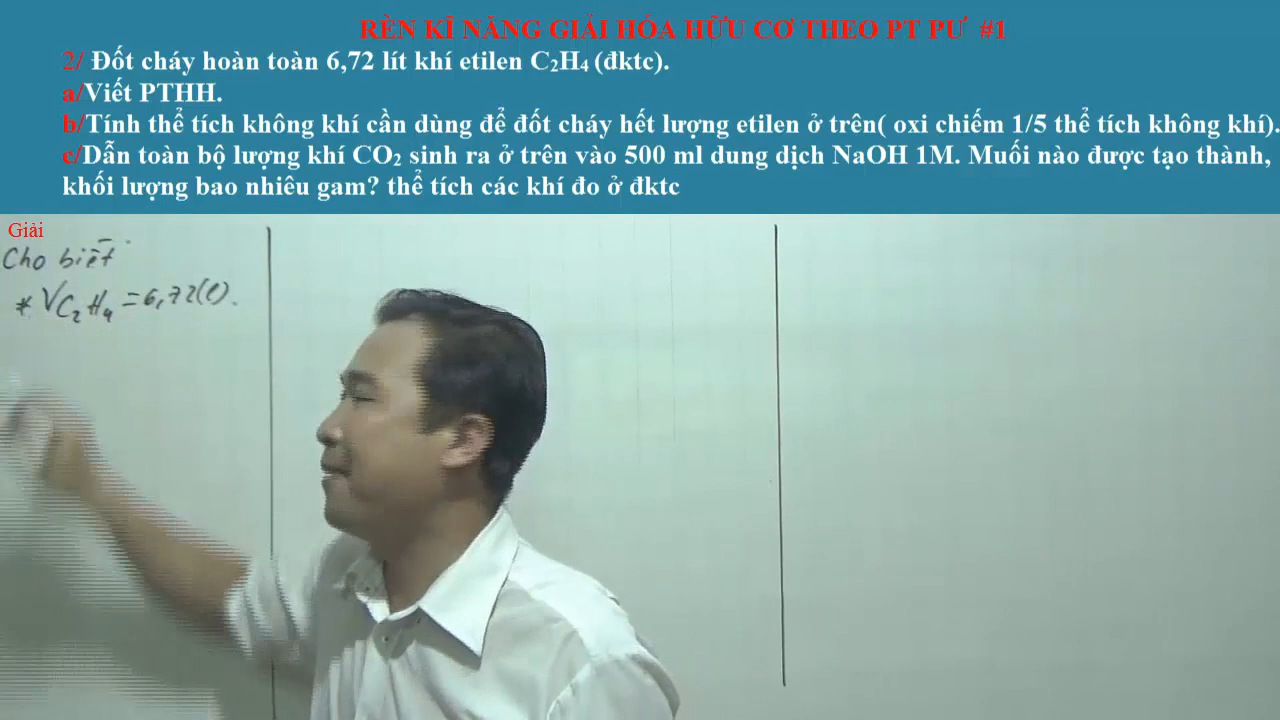 RÈN KĨ NĂNG GIẢI HÓA HỮU CƠ THEO PT PƯ #1
2/ Đốt cháy hoàn toàn 6,72 lít khí etilen C₂H₄ (đktc).
a/Viết PTHH.
b/Tính thể tích không khí cần dùng để đốt cháy hết lượng etilen ở trên( oxi chiếm 1/5 thể tích không khí).
c/Dẫn toàn bộ lượng khí CO₂ sinh ra ở trên vào 500 ml dung dịch NaOH 1M. Muối nào được tạo thành,
khối lượng bao nhiêu gam? thể tích các khí đo ở đktc
Giải
Cho biết
* VC₂H₄ = 6,72(l).